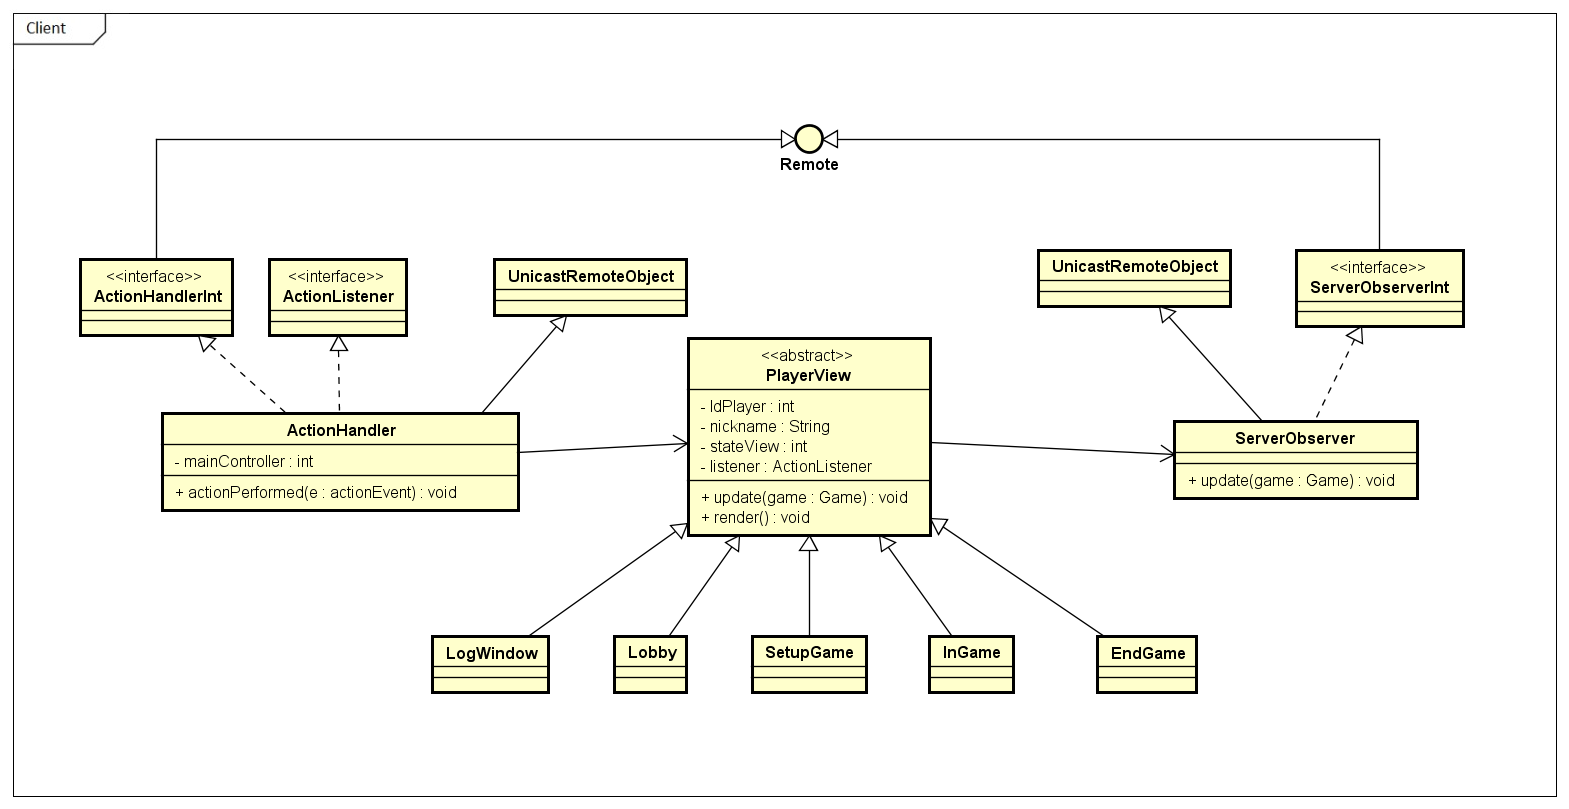 Client
Remote
<<interface>>
ActionHandlerInt
<<interface>>
ActionListener
UnicastRemoteObject
UnicastRemoteObject
<<interface>>
ServerObserverInt
<<abstract>>
PlayerView
- IdPlayer : int
- nickname : String
- stateView : int
- listener : ActionListener
+ update(game : Game) : void
+ render() : void
ActionHandler
- mainController : int
+ actionPerformed(e : actionEvent) : void
ServerObserver
+ update(game : Game) : void
LogWindow
Lobby
SetupGame
InGame
EndGame